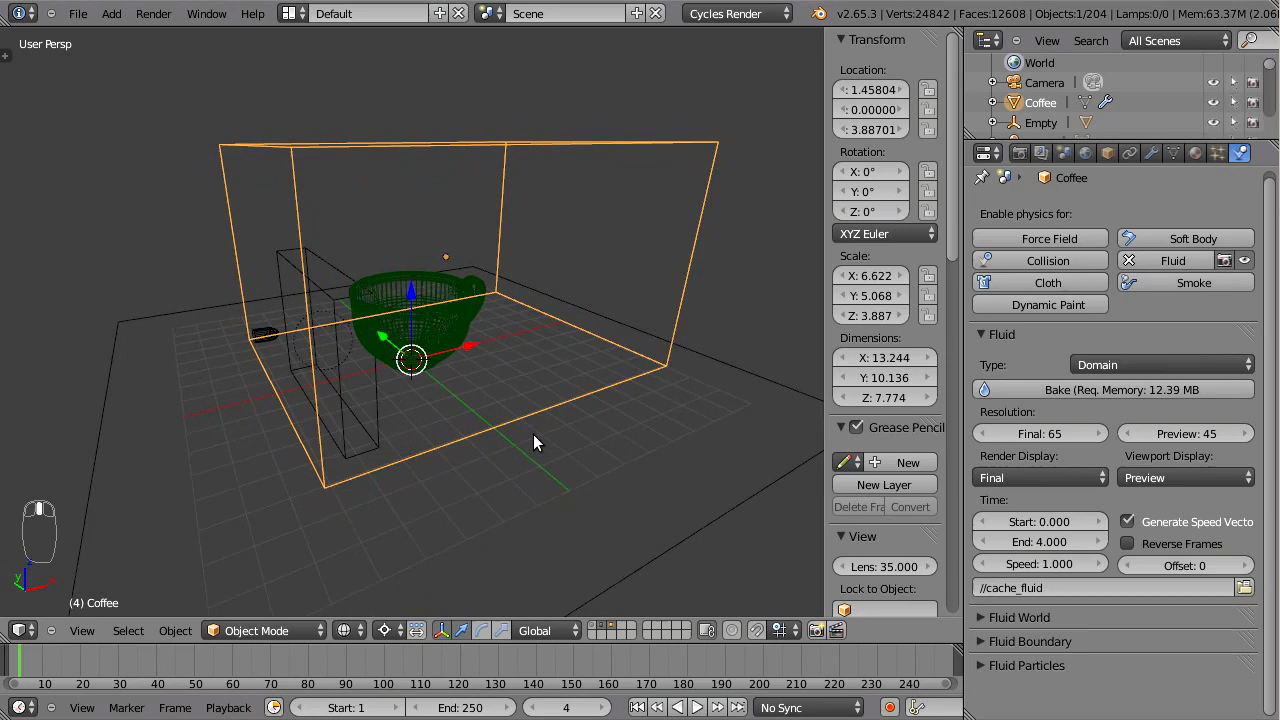 File Add Render Window Help Default Scene Cycles Render v2.65.3 | Verts:24842 | Faces:12608 | Objects:1/204 | Lamps:0/0 | Mem:63.37M (2.06
User Persp
Transform
Location:
: 1.45804
: 0.00000
: 3.88701
Rotation:
X: 0°
Y: 0°
Z: 0°
XYZ Euler
Scale:
X: 6.622
Y: 5.068
Z: 3.887
Dimensions:
X: 13.244
Y: 10.136
Z: 7.774
Grease Pencil
New
New Layer
Delete Fra Convert
View
Lens: 35.000
Lock to Object:
View Search All Scenes
World
Camera
Coffee
Empty
Coffee
Enable physics for:
Force Field Soft Body
Collision Fluid
Cloth Smoke
Dynamic Paint
Fluid
Type: Domain
Bake (Req. Memory: 12.39 MB
Resolution:
Final: 65 Preview: 45
Render Display: Viewport Display:
Final Preview
Time:
Start: 0.000 Generate Speed Vecto
End: 4.000 Reverse Frames
Speed: 1.000 Offset: 0
//cache_fluid
Fluid World
Fluid Boundary
Fluid Particles
z
y x
(4) Coffee
View Select Object Object Mode Global
0 10 20 30 40 50 60 70 80 90 100 110 120 130 140 150 160 170 180 190 200 210 220 230 240
View Marker Frame Playback Start: 1 End: 250 4 No Sync